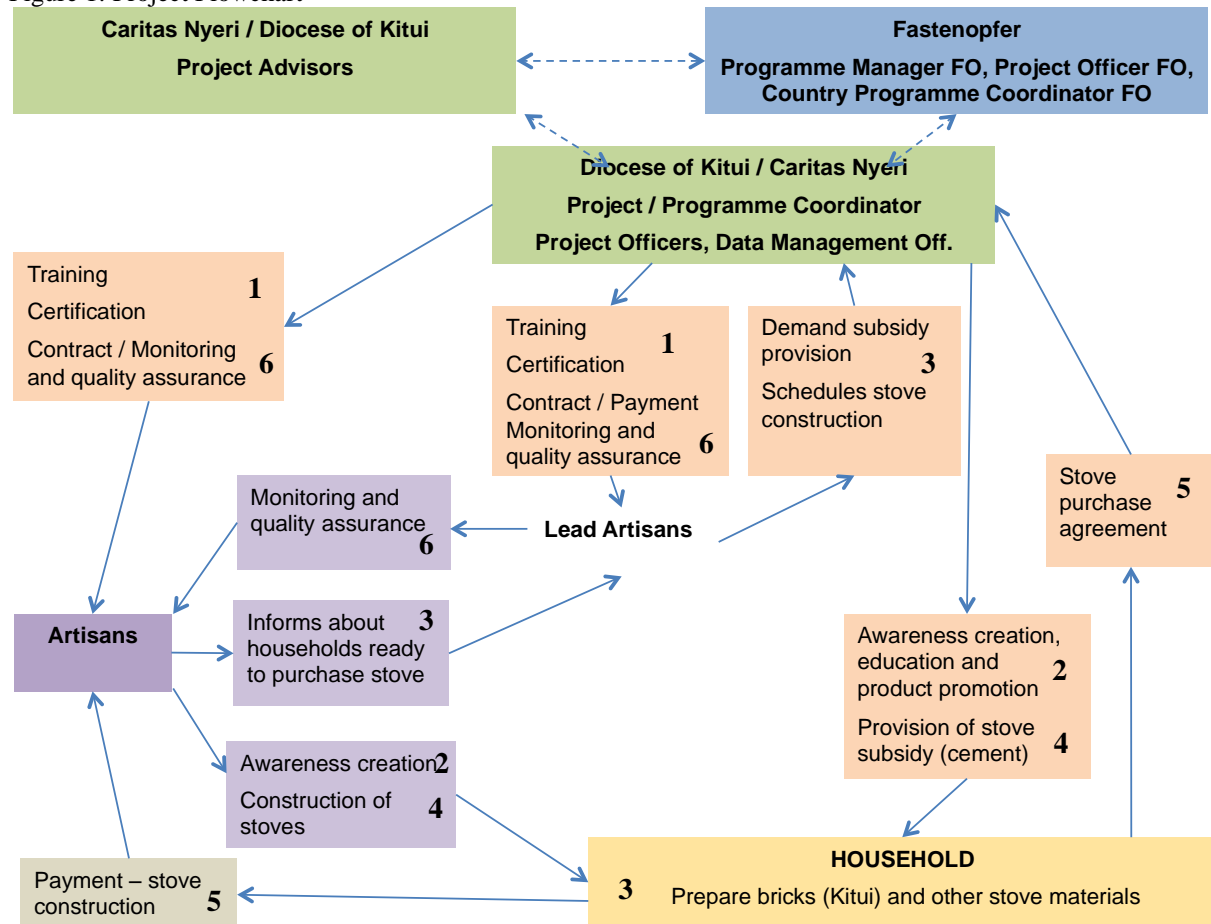 Figure 1: Project Flowchart
Caritas Nyeri / Diocese of Kitui
Project Advisors
Fastenopfer
Programme Manager FO, Project Officer FO,
Country Programme Coordinator FO
Diocese of Kitui / Caritas Nyeri
Project / Programme Coordinator
Project Officers, Data Management Off.
Training
1
Certification
Contract / Monitoring
and quality assurance
6
Training
1
Certification
Contract / Payment
Monitoring and
quality assurance
6
Demand subsidy
provision
3
Schedules stove
construction
Stove
purchase
agreement
5
Monitoring and
quality assurance
6
Lead Artisans
Artisans
Informs about
households ready
to purchase stove
3
Awareness creation,
education and
product promotion
2
Provision of stove
subsidy (cement)
4
Awareness creation
2
Construction of
stoves
4
Payment – stove
construction
5
HOUSEHOLD
3
Prepare bricks (Kitui) and other stove materials